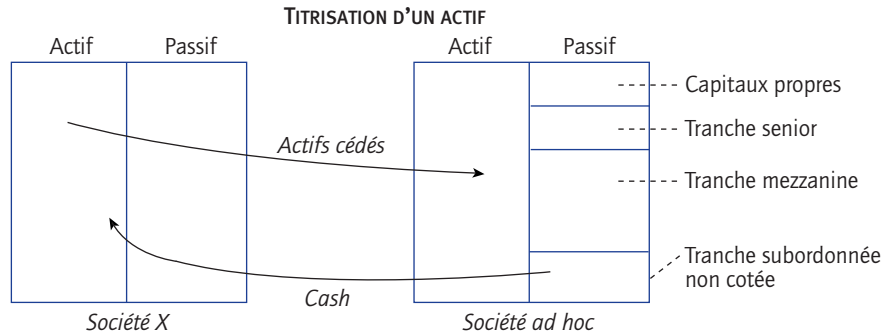 TITRISATION D'UN ACTIF
Actif Passif Actif Passif
Capitaux propres
Tranche senior
Actifs cédés
Tranche mezzanine
Tranche subordonnée
non cotée
Cash
Société X Société ad hoc